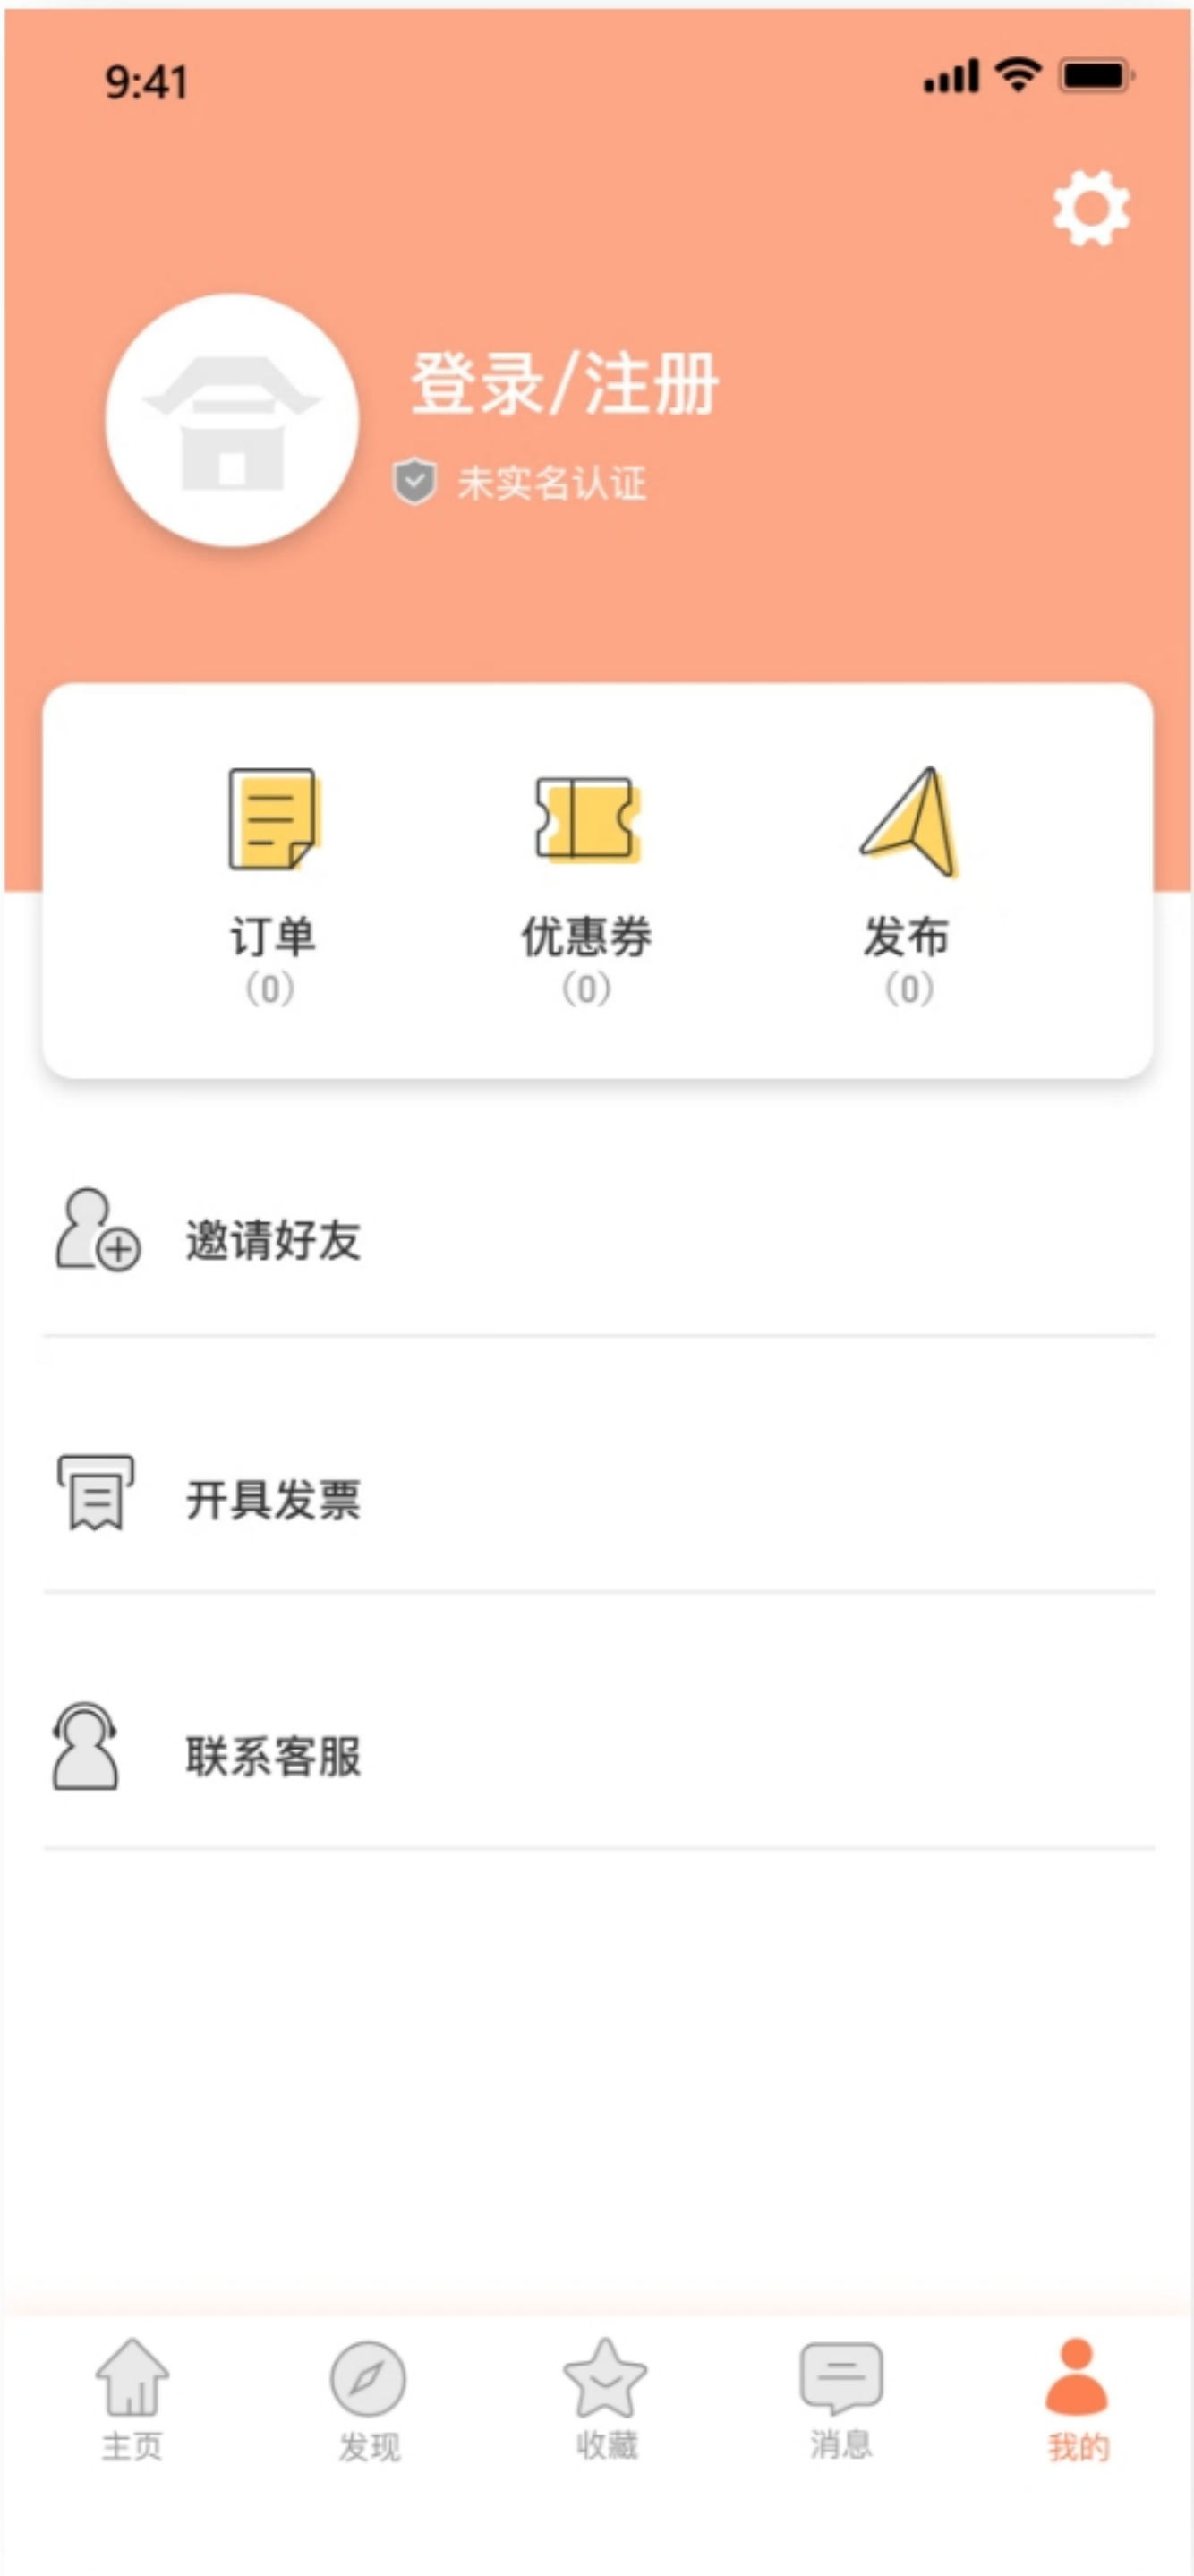 9:41
登录/注册
未实名认证
订单 优惠券 发布
(0) (0) (0)
邀请好友
开具发票
联系客服
主页 发现 收藏 消息 我的